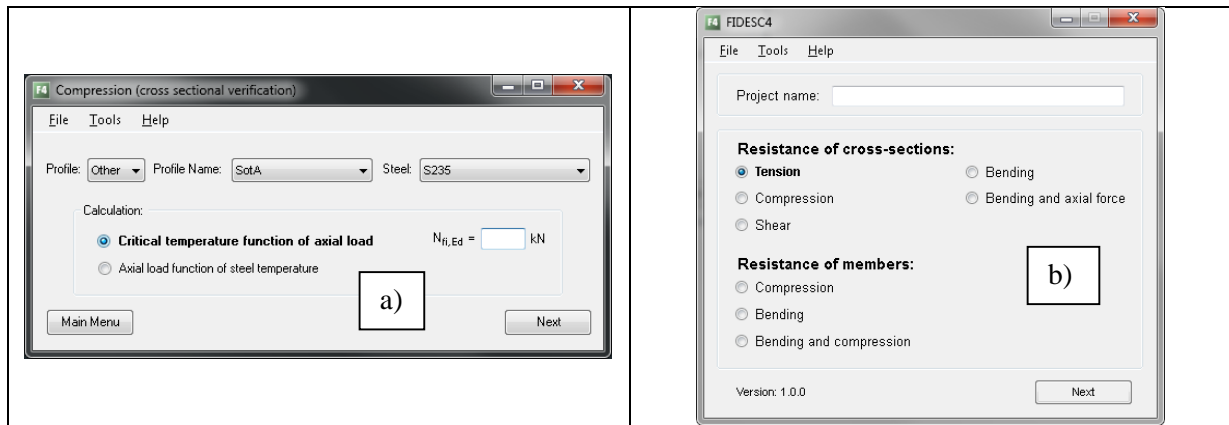 F4 Compression (cross sectional verification)
File Tools Help
Profile: Other Profile Name: SotA Steel: S235
Calculation:
Critical temperature function of axial load Nfi,Ed = kN
Axial load function of steel temperature
a)
Main Menu Next
F4 FIDESC4
File Tools Help
Project name:
Resistance of cross-sections:
Tension Bending
Compression Bending and axial force
Shear
Resistance of members:
Compression
Bending
Bending and compression
b)
Version: 1.0.0 Next